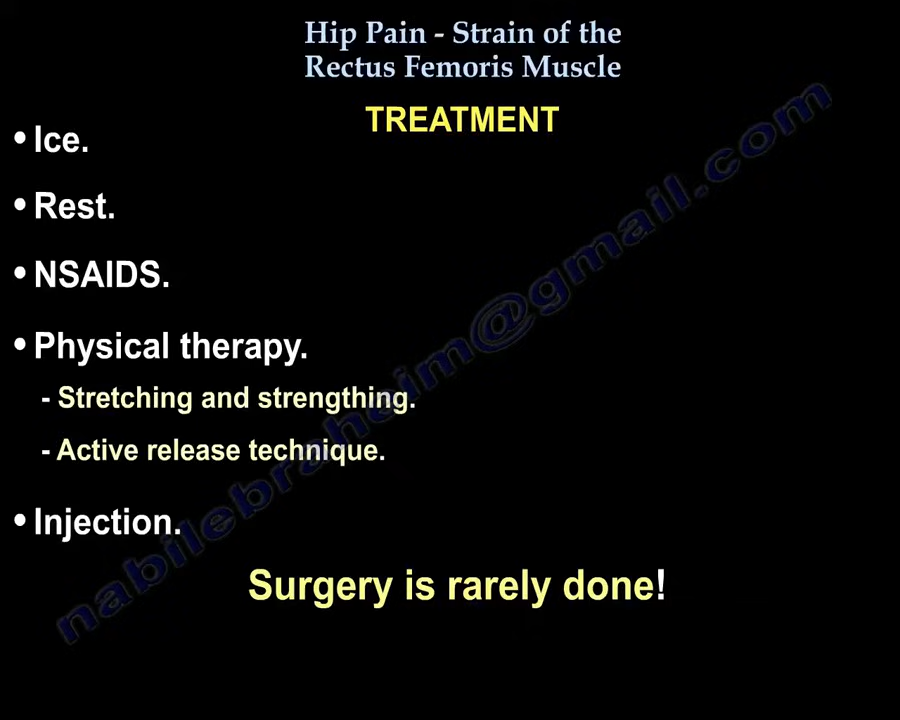 Hip Pain - Strain of the
Rectus Femoris Muscle
TREATMENT
• Ice.
• Rest.
• NSAIDS.
• Physical therapy.
- Stretching and strengthing.
- Active release technique.
• Injection.
Surgery is rarely done!
nabilebraheim@gmail.com